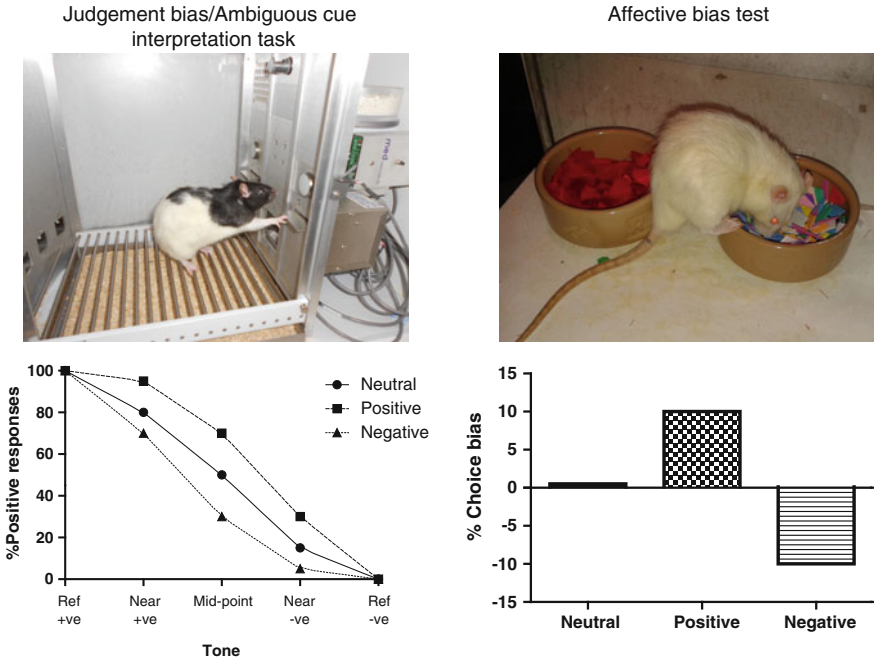 Judgement bias/Ambiguous cue
interpretation task
Affective bias test
%Positive responses
100
80
60
40
20
0
Neutral
Positive
Negative
Ref
+ve
Near
+ve
Mid-point
Near
-ve
Ref
-ve
Tone
% Choice bias
15
10
5
0
-5
-10
-15
Neutral
Positive
Negative